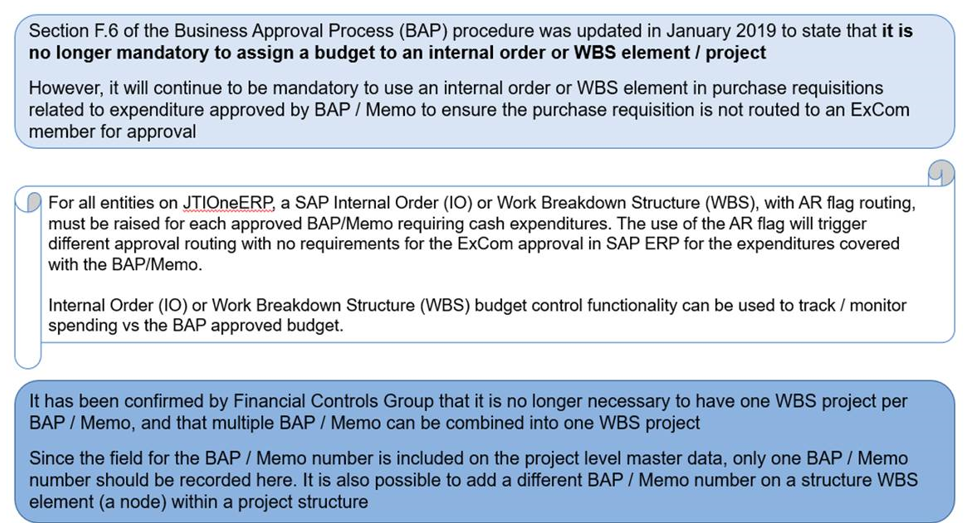 Section F.6 of the Business Approval Process (BAP) procedure was updated in January 2019 to state that it is
no longer mandatory to assign a budget to an internal order or WBS element / project
However, it will continue to be mandatory to use an internal order or WBS element in purchase requisitions
related to expenditure approved by BAP / Memo to ensure the purchase requisition is not routed to an ExCom
member for approval
For all entities on JTIOneERP, a SAP Internal Order (IO) or Work Breakdown Structure (WBS), with AR flag routing,
must be raised for each approved BAP/Memo requiring cash expenditures. The use of the AR flag will trigger
different approval routing with no requirements for the ExCom approval in SAP ERP for the expenditures covered
with the BAP/Memo.
Internal Order (IO) or Work Breakdown Structure (WBS) budget control functionality can be used to track / monitor
spending vs the BAP approved budget.
It has been confirmed by Financial Controls Group that it is no longer necessary to have one WBS project per
BAP / Memo, and that multiple BAP / Memo can be combined into one WBS project
Since the field for the BAP / Memo number is included on the project level master data, only one BAP / Memo
number should be recorded here. It is also possible to add a different BAP / Memo number on a structure WBS
element (a node) within a project structure